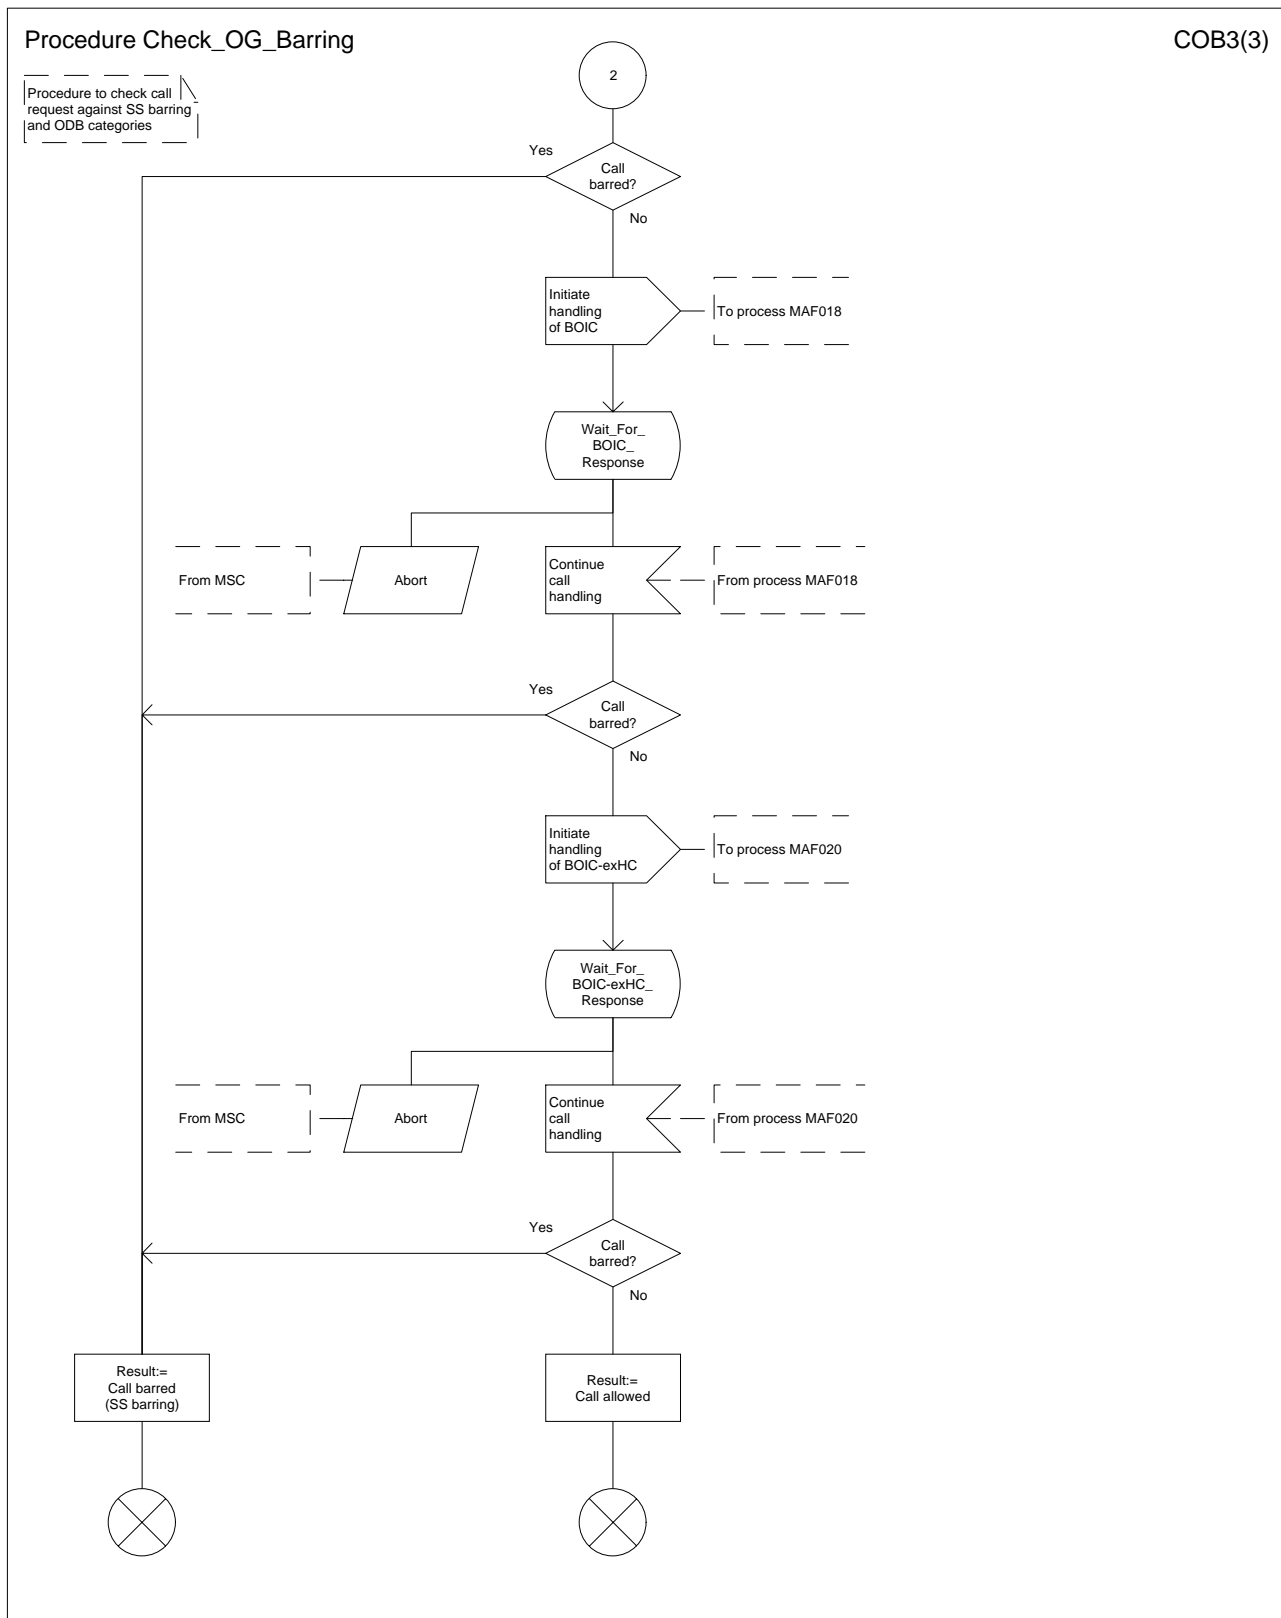 Procedure Check_OG_Barring
COB3(3)
Procedure to check call
request against SS barring
and ODB categories
2
Yes
Call
barred?
No
Initiate
handling
of BOIC
To process MAF018
Wait_For_
BOIC_
Response
From MSC
Abort
Continue
call
handling
From process MAF018
Yes
Call
barred?
No
Initiate
handling
of BOIC-exHC
To process MAF020
Wait_For_
BOIC-exHC_
Response
From MSC
Abort
Continue
call
handling
From process MAF020
Yes
Call
barred?
No
Result:=
Call barred
(SS barring)
Result:=
Call allowed